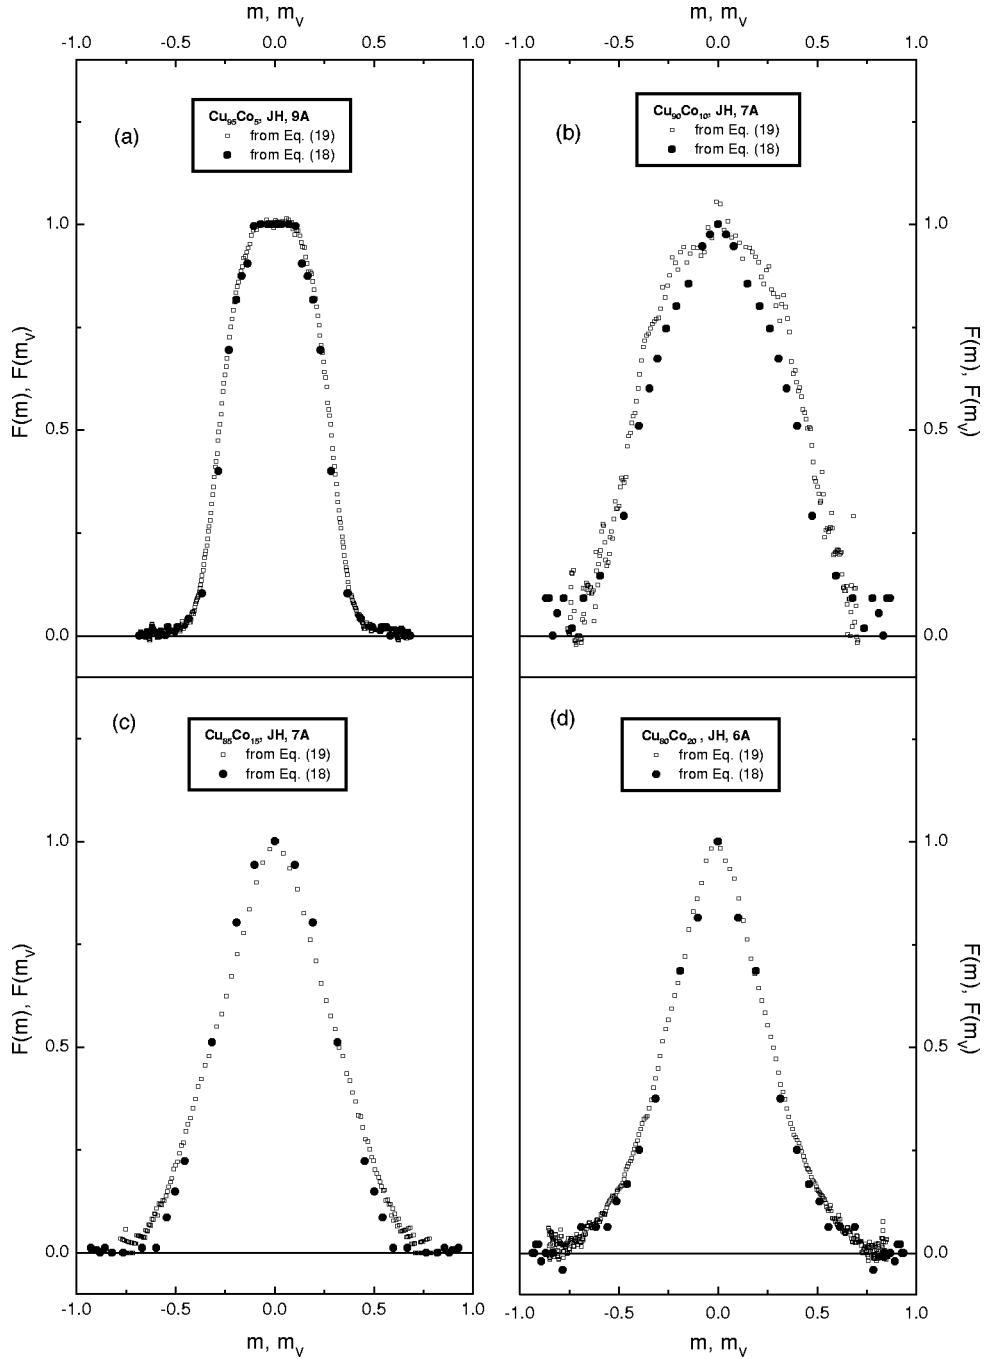 m, m_v m, m_v
-1.0 -0.5 0.0 0.5 1.0 -1.0 -0.5 0.0 0.5 1.0
(a)
Cu₉₅Co₅, JH, 9A
from Eq. (19)
from Eq. (18)
(b)
Cu₉₀Co₁₀, JH, 7A
from Eq. (19)
from Eq. (18)
1.0 1.0
F(m), F(m_v) F(m), F(m_v)
0.5 0.5
0.0 0.0
(c)
Cu₈₅Co₁₅, JH, 7A
from Eq. (19)
from Eq. (18)
(d)
Cu₈₀Co₂₀ , JH, 6A
from Eq. (19)
from Eq. (18)
1.0 1.0
F(m), F(m_v) F(m), F(m_v)
0.5 0.5
0.0 0.0
-1.0 -0.5 0.0 0.5 1.0 -1.0 -0.5 0.0 0.5 1.0
m, m_v m, m_v